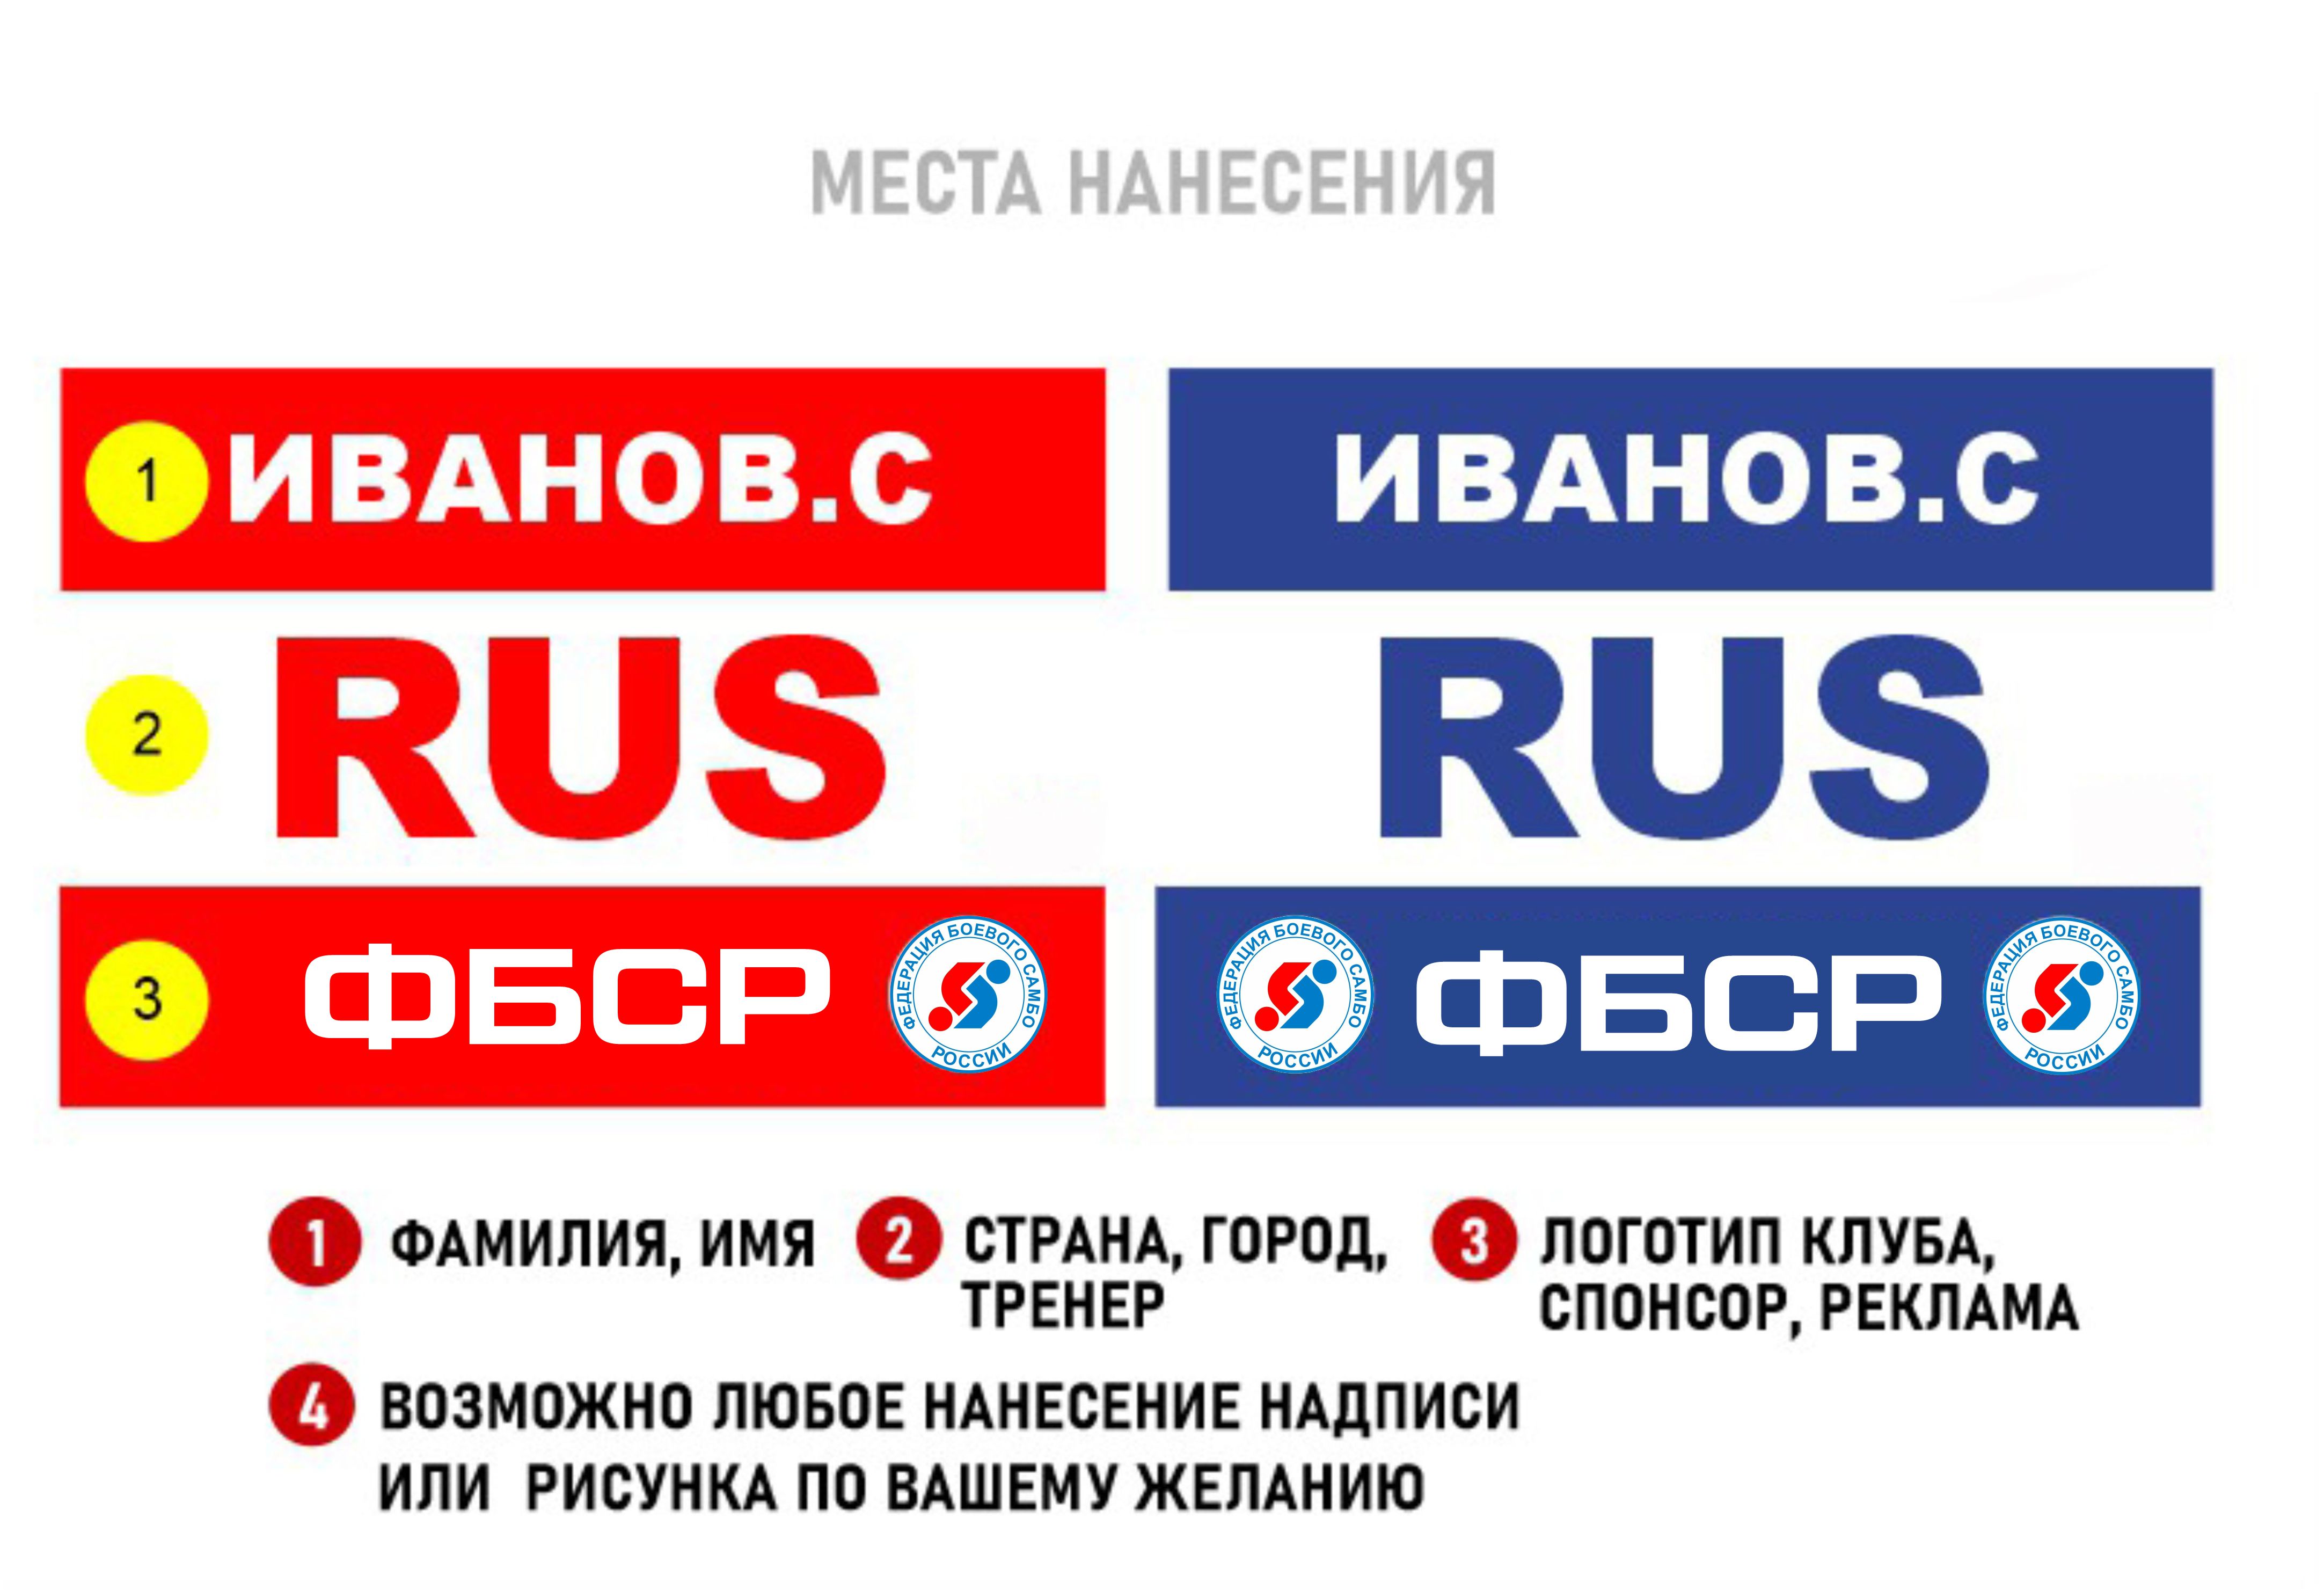 МЕСТА НАНЕСЕНИЯ
1 ИВАНОВ.С
ИВАНОВ.С
2 RUS
RUS
3 ФБСР ФЕДЕРАЦИЯ БОЕВОГО САМБО РОССИИ
ФЕДЕРАЦИЯ БОЕВОГО САМБО РОССИИ ФБСР ФЕДЕРАЦИЯ БОЕВОГО САМБО РОССИИ
1 ФАМИЛИЯ, ИМЯ
2 СТРАНА, ГОРОД,
ТРЕНЕР
3 ЛОГОТИП КЛУБА,
СПОНСОР, РЕКЛАМА
4 ВОЗМОЖНО ЛЮБОЕ НАНЕСЕНИЕ НАДПИСИ
ИЛИ РИСУНКА ПО ВАШЕМУ ЖЕЛАНИЮ